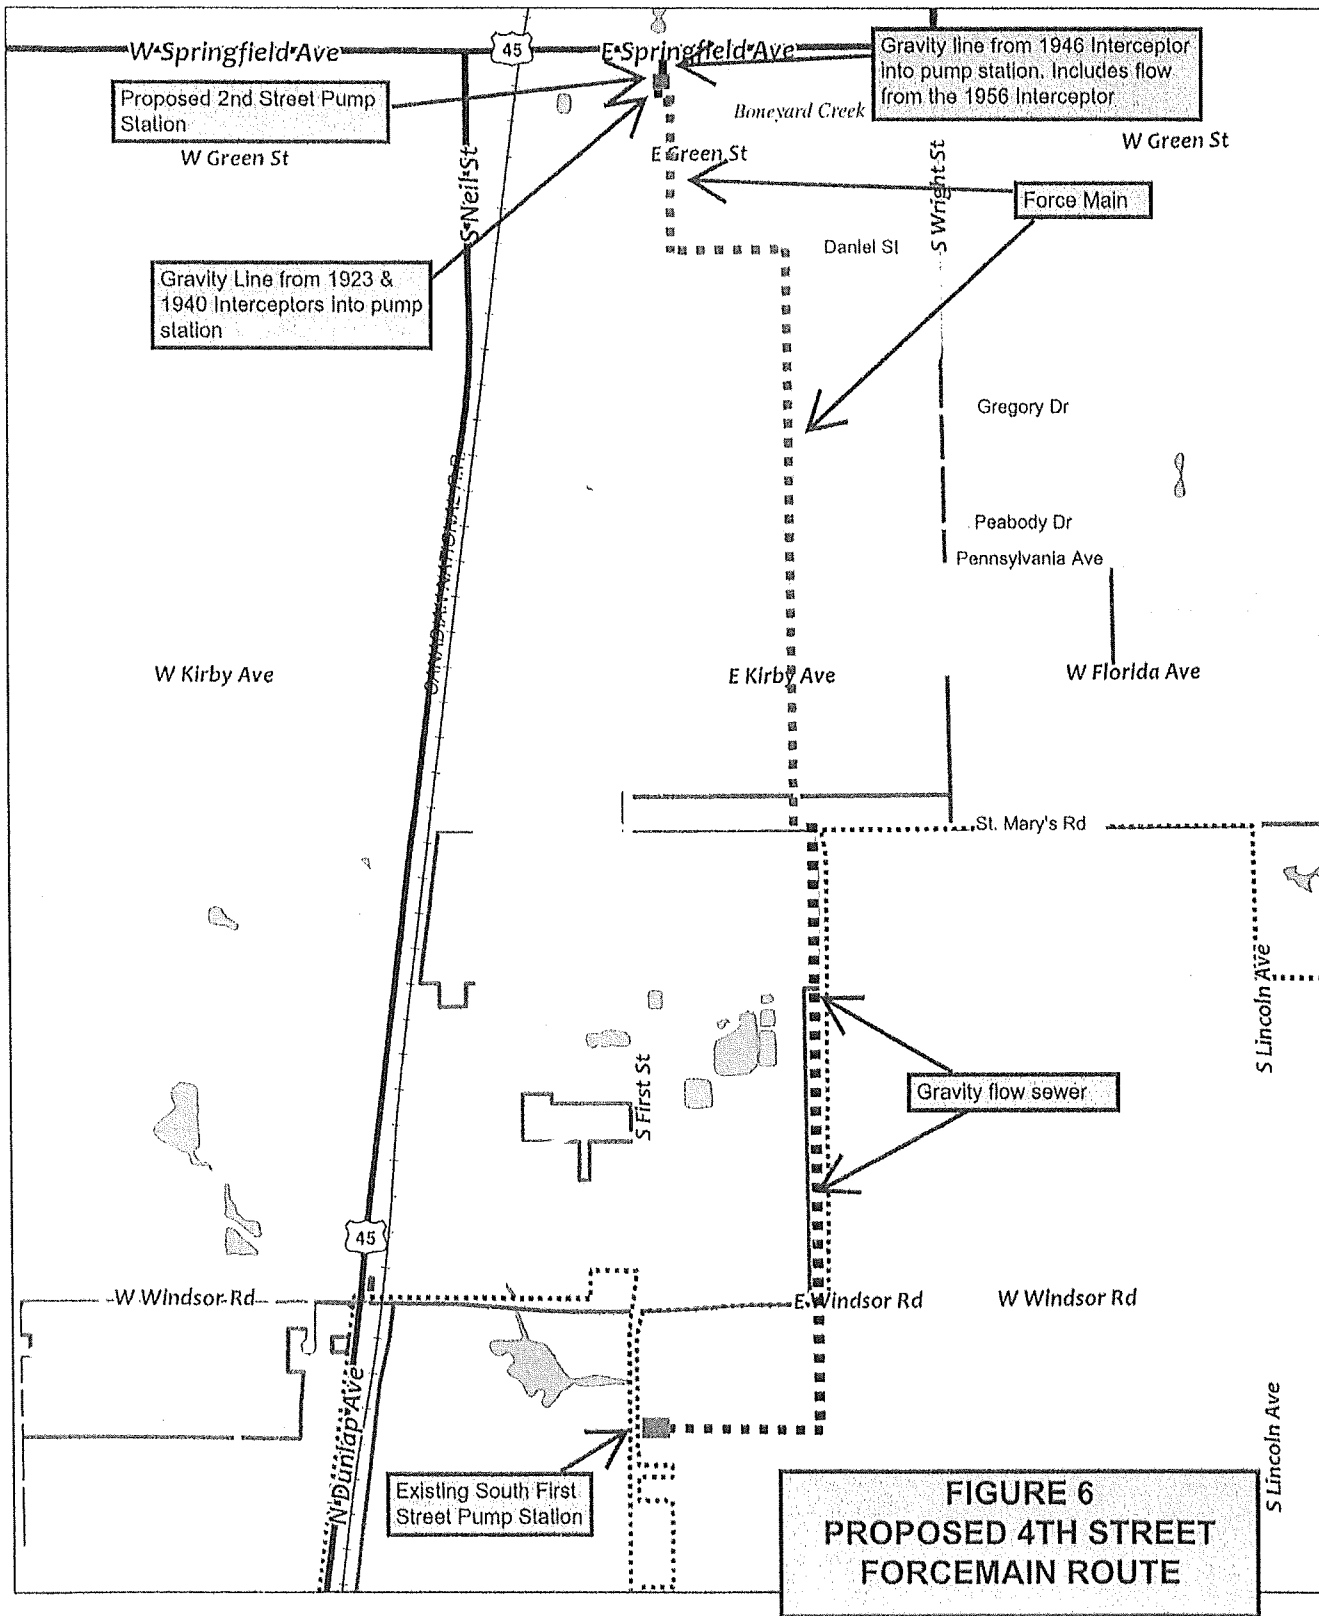 W Springfield Ave
45
E Springfield Ave
Gravity line from 1946 Interceptor
into pump station. Includes flow
from the 1956 Interceptor
Proposed 2nd Street Pump
Station
Boneyard Creek
W Green St
E Green St
W Green St
S Neil St
S Wright St
Force Main
Daniel St
Gravity Line from 1923 &
1940 Interceptors into pump
station
Gregory Dr
CANADIAN NATIONAL R.R.
Peabody Dr
Pennsylvania Ave
W Kirby Ave
E Kirby Ave
W Florida Ave
St. Mary's Rd
S Lincoln Ave
S First St
Gravity flow sewer
45
W Windsor Rd
E Windsor Rd
W Windsor Rd
N Dunlap Ave
S Lincoln Ave
Existing South First
Street Pump Station
FIGURE 6
PROPOSED 4TH STREET
FORCEMAIN ROUTE